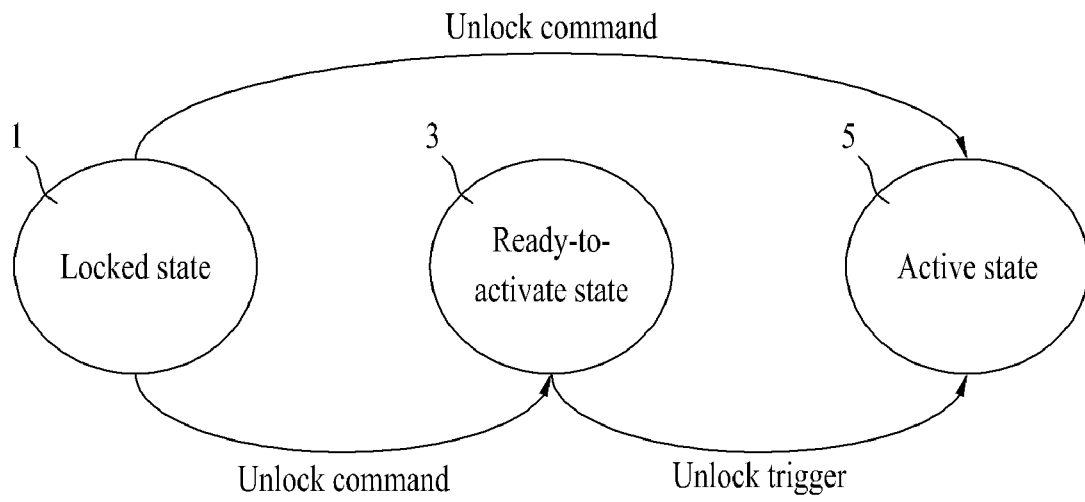 Unlock command
1
3
5
Locked state
Ready-to-
activate state
Active state
Unlock command
Unlock trigger